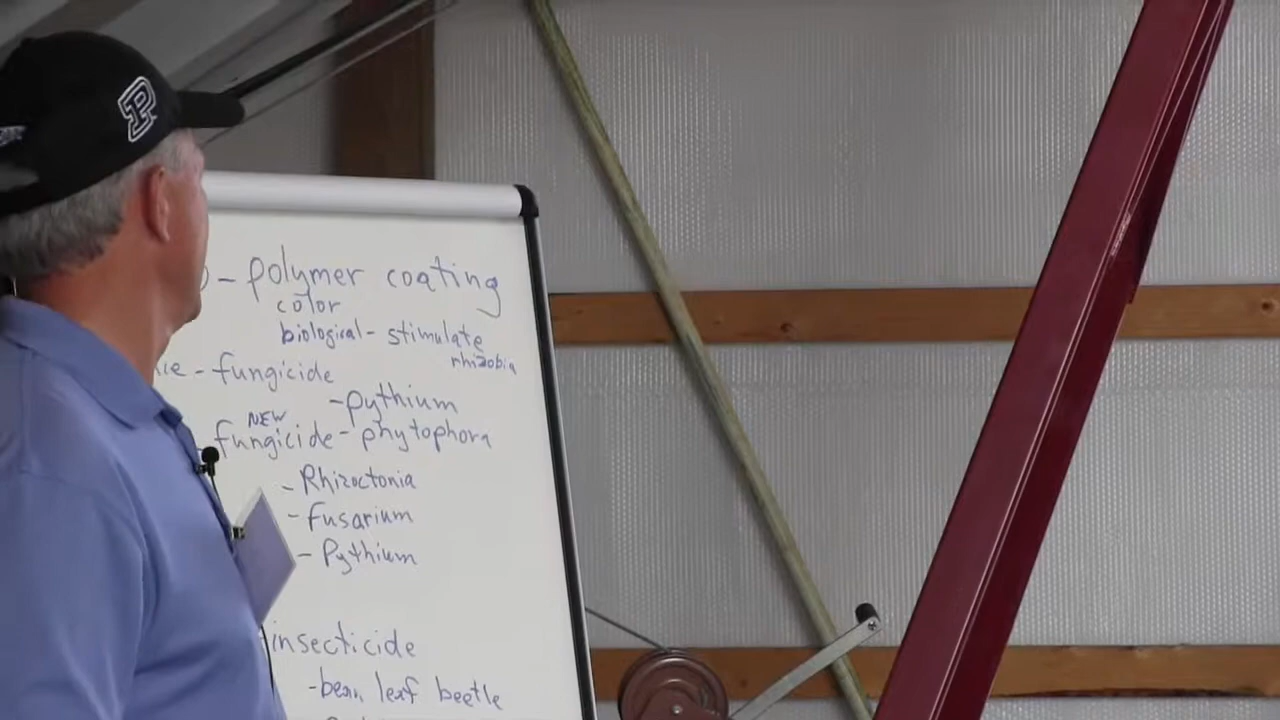 P
- polymer coating
color
biological - stimulate
rhizobia
- fungicide
- pythium
NEW
fungicide - phytophora
- Rhizoctonia
- Fusarium
- Pythium
insecticide
- bean leaf beetle